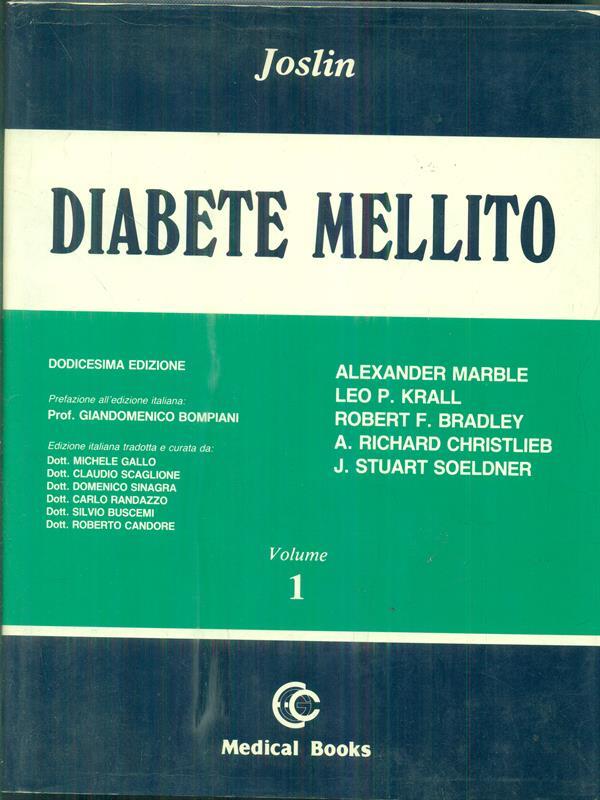 Joslin
DIABETE MELLITO
DODICESIMA EDIZIONE
Prefazione all'edizione italiana:
Prof. GIANDOMENICO BOMPIANI
Edizione italiana tradotta e curata da:
Dott. MICHELE GALLO
Dott. CLAUDIO SCAGLIONE
Dott. DOMENICO SINAGRA
Dott. CARLO RANDAZZO
Dott. SILVIO BUSCEMI
Dott. ROBERTO CANDORE
ALEXANDER MARBLE
LEO P. KRALL
ROBERT F. BRADLEY
A. RICHARD CHRISTLIEB
J. STUART SOELDNER
Volume
1
Medical Books